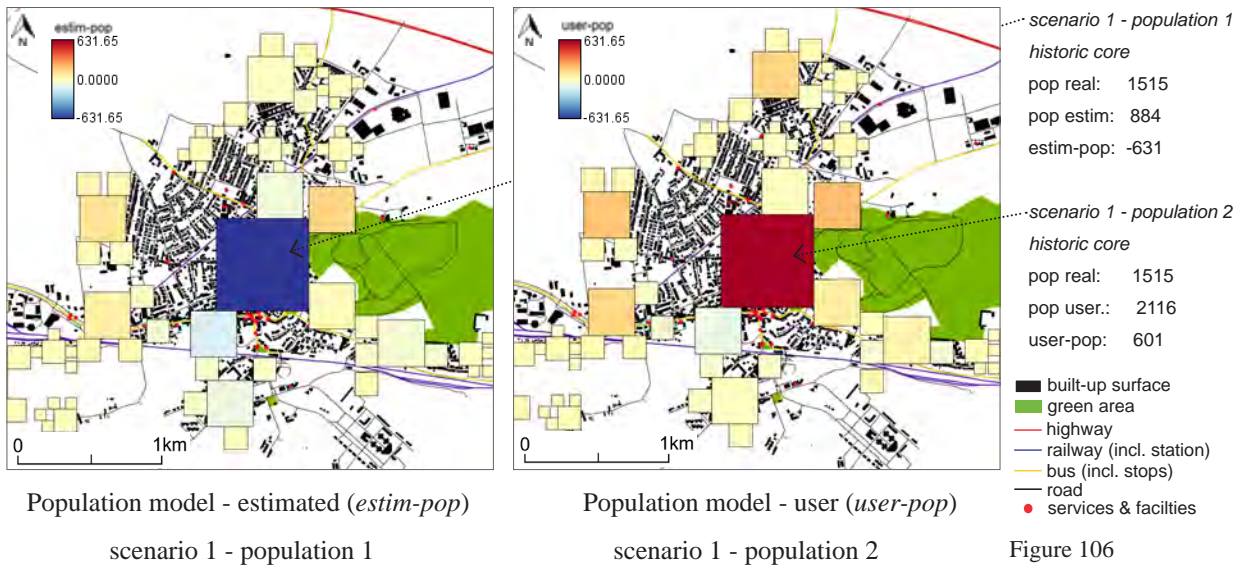 N
estim-pop
631.65
0.0000
-631.65
0
1km
N
user-pop
631.65
0.0000
-631.65
0
1km
scenario 1 - population 1
historic core
pop real: 1515
pop estim: 884
estim-pop: -631
scenario 1 - population 2
historic core
pop real: 1515
pop user.: 2116
user-pop: 601
built-up surface
green area
highway
railway (incl. station)
bus (incl. stops)
road
services & facilties
Population model - estimated (estim-pop)
scenario 1 - population 1
Population model - user (user-pop)
scenario 1 - population 2
Figure 106